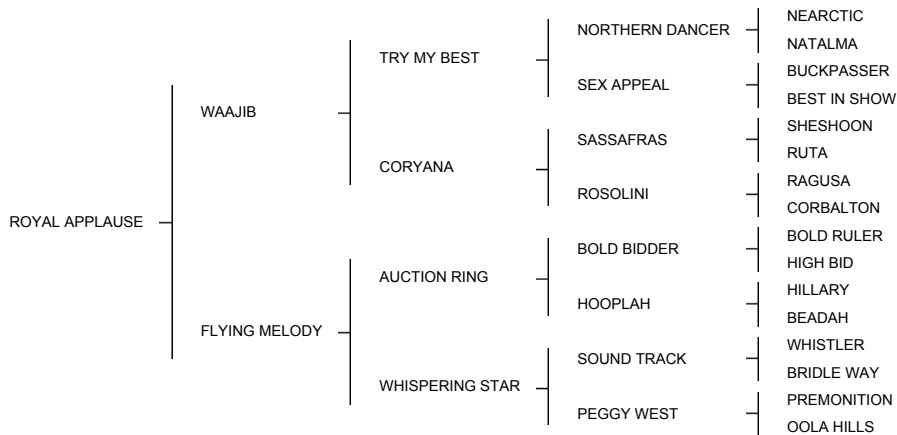 NEARCTIC
NORTHERN DANCER
NATALMA
TRY MY BEST
BUCKPASSER
SEX APPEAL
BEST IN SHOW
WAAJIB
SHESHOON
SASSAFRAS
RUTA
CORYANA
RAGUSA
ROSOLINI
CORBALTON
ROYAL APPLAUSE
BOLD RULER
BOLD BIDDER
HIGH BID
AUCTION RING
HILLARY
HOOPLAH
BEADAH
FLYING MELODY
WHISTLER
SOUND TRACK
BRIDLE WAY
WHISPERING STAR
PREMONITION
PEGGY WEST
OOLA HILLS